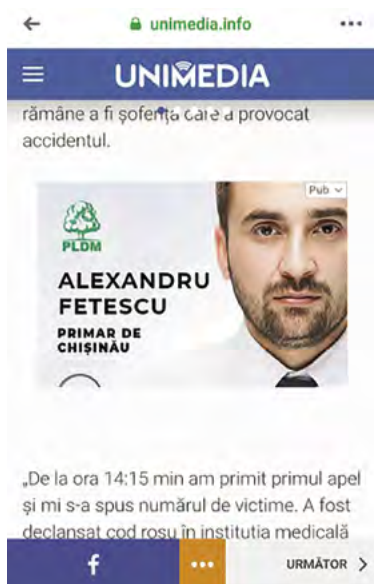 unimedia.info
UNIMEDIA
rămâne a fi șoferița care a provocat
accidentul.
Pub
PLDM
ALEXANDRU
FETESCU
PRIMAR DE
CHIȘINĂU
„De la ora 14:15 min am primit primul apel
și mi s-a spus numărul de victime. A fost
declanșat cod roșu în instituția medicală
f
URMĂTOR